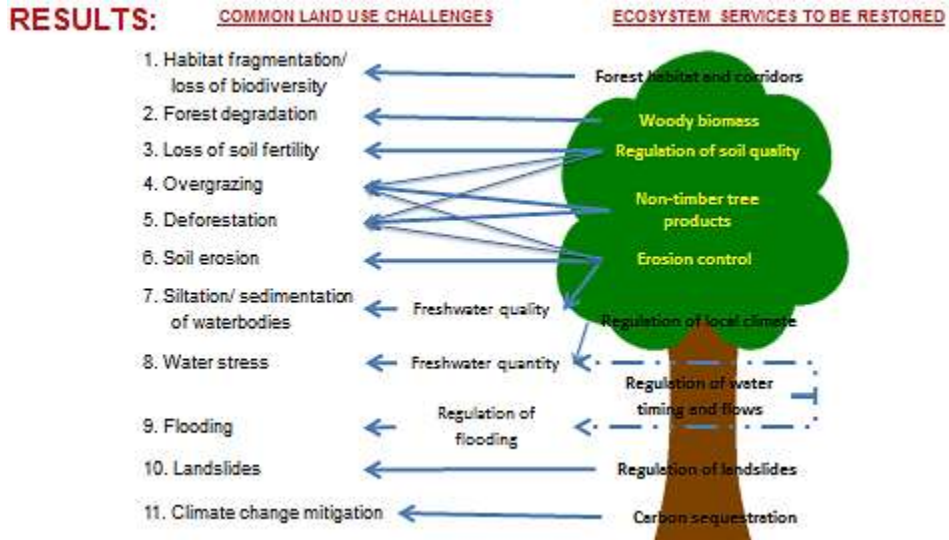 RESULTS:
COMMON LAND USE CHALLENGES
ECOSYSTEM SERVICES TO BE RESTORED
1. Habitat fragmentation/
loss of biodiversity
Forest habitat and corridors
2. Forest degradation
Woody biomass
3. Loss of soil fertility
Regulation of soil quality
4. Overgrazing
Non-timber tree
products
5. Deforestation
6. Soil erosion
Erosion control
7. Siltation/ sedimentation
of waterbodies
Freshwater quality
Regulation of local climate
8. Water stress
Freshwater quantity
Regulation of water
timing and flows
9. Flooding
Regulation of
flooding
10. Landslides
Regulation of landslides
11. Climate change mitigation
Carbon sequestration